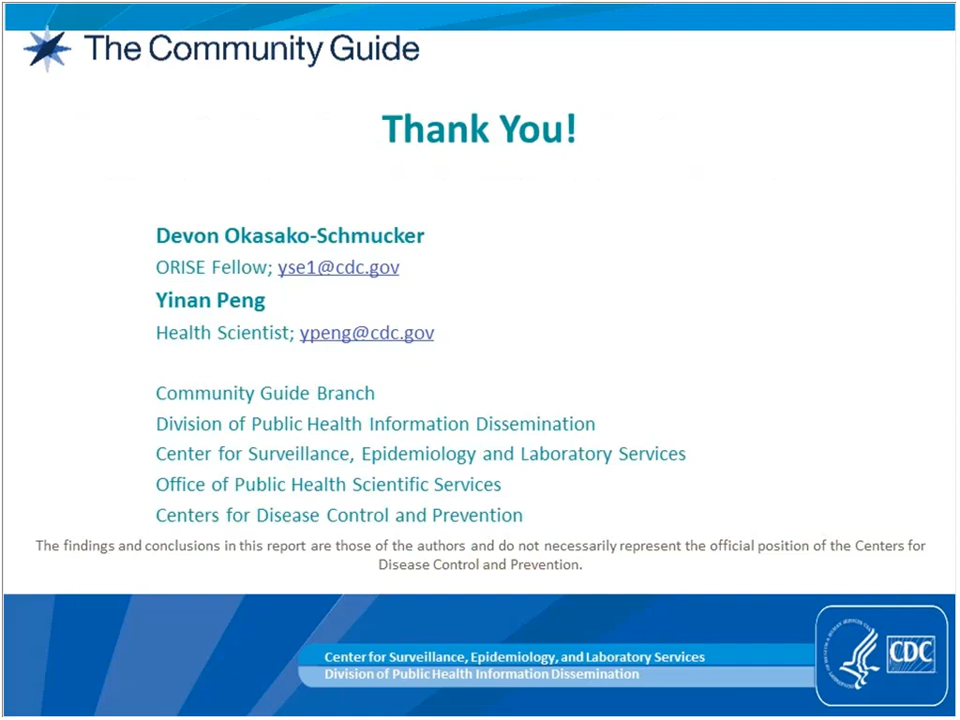 The Community Guide
Thank You!
Devon Okasako-Schmucker
ORISE Fellow; yse1@cdc.gov
Yinan Peng
Health Scientist; ypeng@cdc.gov
Community Guide Branch
Division of Public Health Information Dissemination
Center for Surveillance, Epidemiology and Laboratory Services
Office of Public Health Scientific Services
Centers for Disease Control and Prevention
The findings and conclusions in this report are those of the authors and do not necessarily represent the official position of the Centers for
Disease Control and Prevention.
Center for Surveillance, Epidemiology, and Laboratory Services
Division of Public Health Information Dissemination
CDC